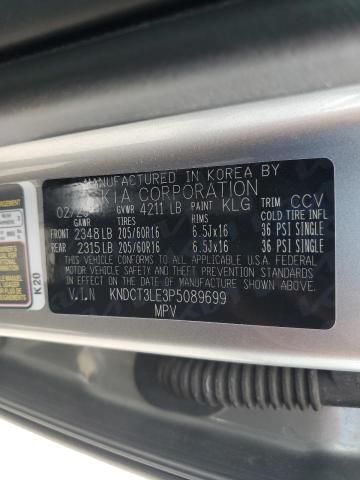 MANUFACTURED IN KOREA BY
KIA CORPORATION
GVWR 4211 LB PAINT KLG TRIM CCV
GAWR TIRES RIMS COLD TIRE INFL
FRONT 2348 LB 205/60R16 6.5Jx16 36 PSI SINGLE
REAR 2315 LB 205/60R16 6.5Jx16 36 PSI SINGLE
THIS VEHICLE CONFORMS TO ALL APPLICABLE U.S.A. FEDERAL
MOTOR VEHICLE SAFETY AND THEFT PREVENTION STANDARDS
IN EFFECT ON THE DATE OF MANUFACTURE SHOWN ABOVE.
V.I.N KNDCT3LE3P5089699
MPV
K20